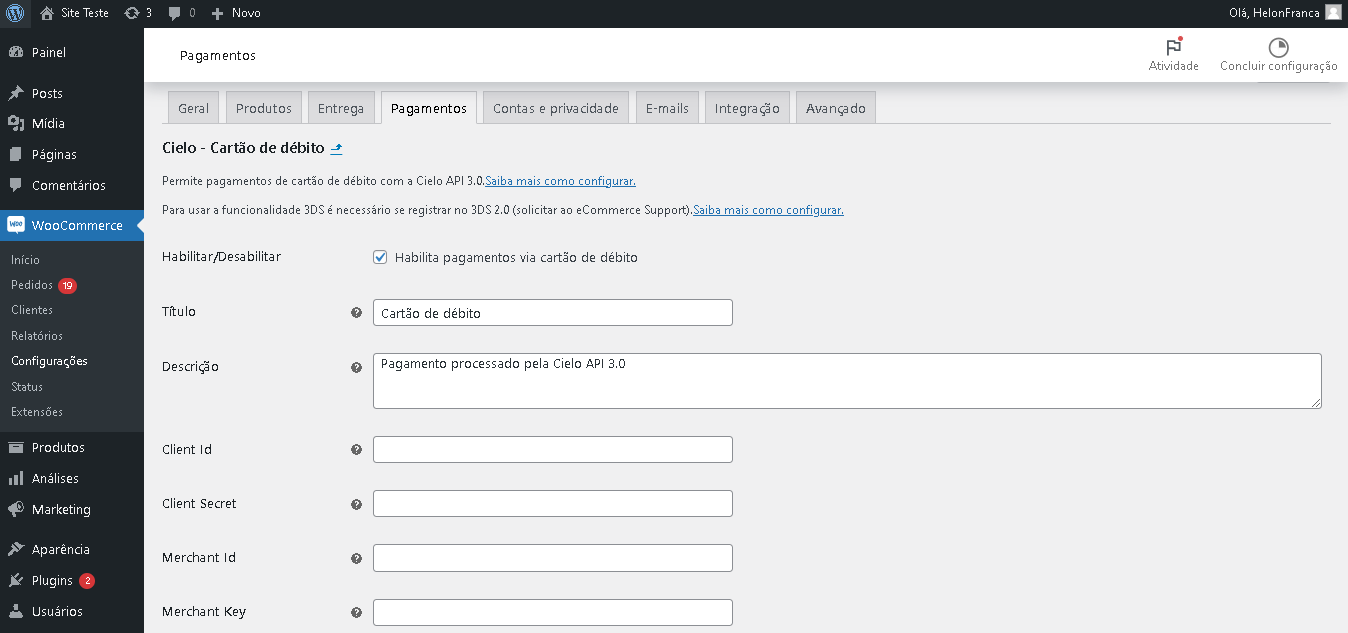 Site Teste 3 0 Novo Olá, HelonFranca
Painel
Posts
Mídia
Páginas
Comentários
WooCommerce
Início
Pedidos 19
Clientes
Relatórios
Configurações
Status
Extensões
Produtos
Análises
Marketing
Aparência
Plugins 2
Usuários
Pagamentos
Atividade
Concluir configuração
Geral Produtos Entrega Pagamentos Contas e privacidade E-mails Integração Avançado
Cielo - Cartão de débito
Permite pagamentos de cartão de débito com a Cielo API 3.0.Saiba mais como configurar.
Para usar a funcionalidade 3DS é necessário se registrar no 3DS 2.0 (solicitar ao eCommerce Support).Saiba mais como configurar.
Habilitar/Desabilitar Habilita pagamentos via cartão de débito
Título Cartão de débito
Descrição Pagamento processado pela Cielo API 3.0
Client Id
Client Secret
Merchant Id
Merchant Key